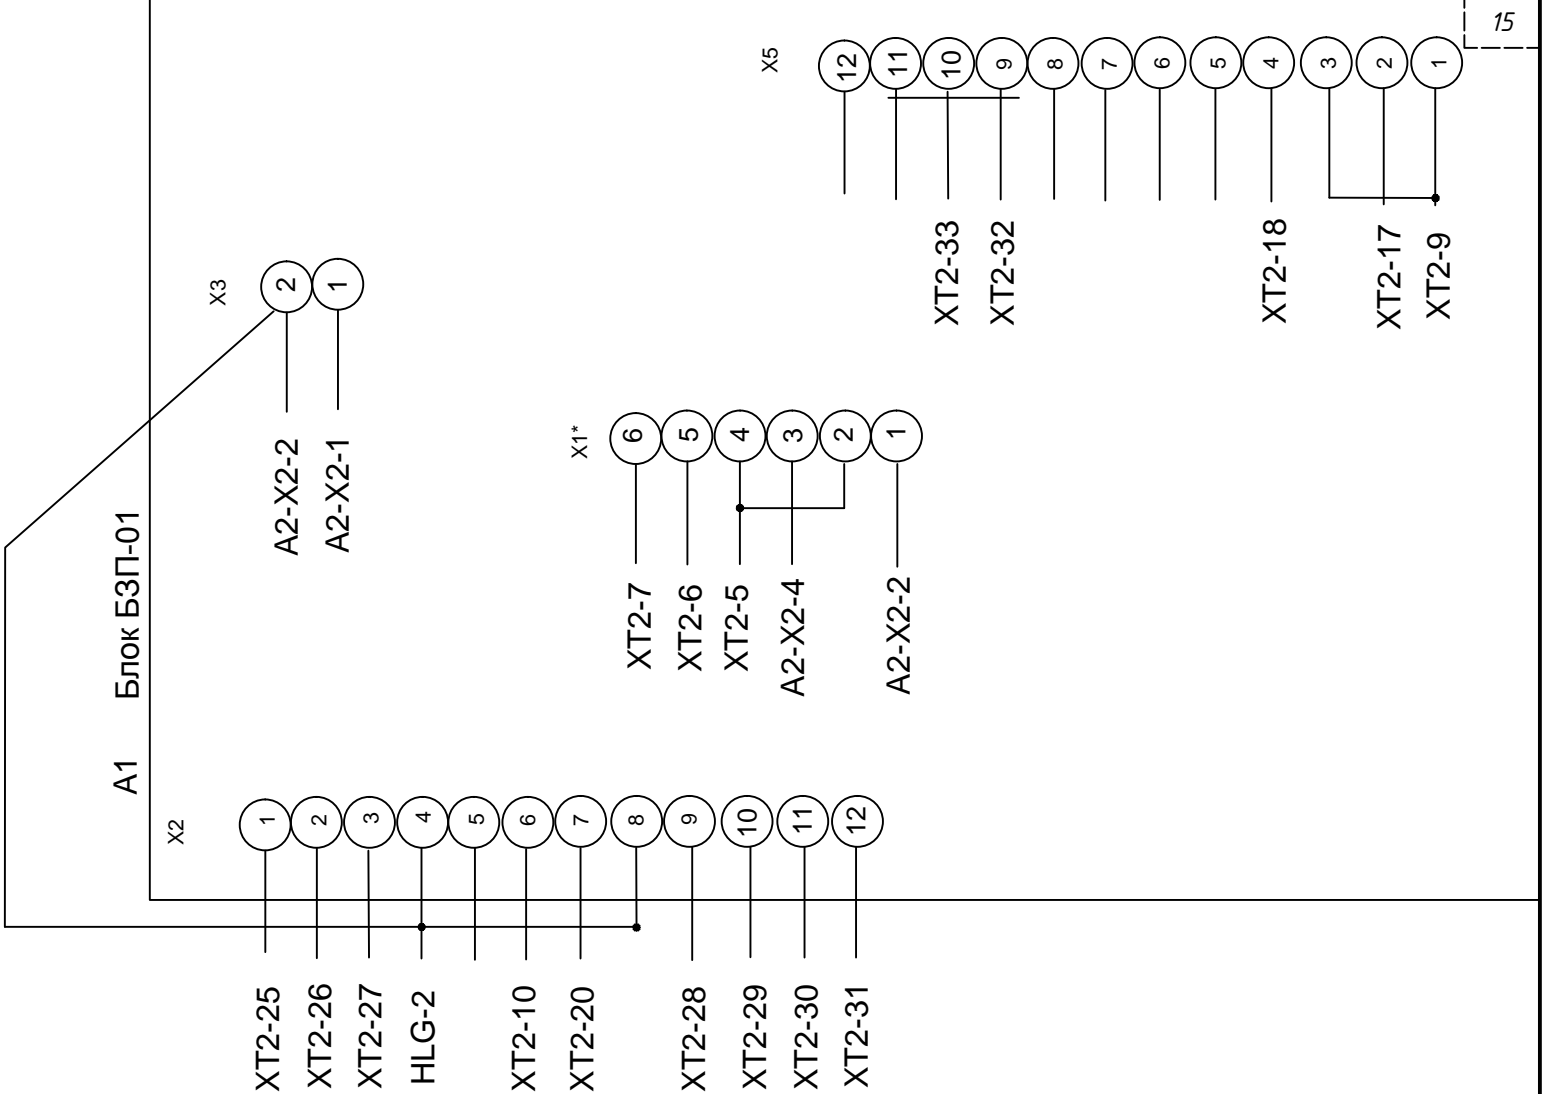 15
X5
12
11
10
9
8
7
6
5
4
3
2
1
XT2-33
XT2-32
XT2-18
XT2-17
XT2-9
X3
2
1
A2-X2-2
A2-X2-1
X1*
6
5
4
3
2
1
XT2-7
XT2-6
XT2-5
A2-X2-4
A2-X2-2
A1 Блок БЗП-01
X2
1
2
3
4
5
6
7
8
9
10
11
12
XT2-25
XT2-26
XT2-27
HLG-2
XT2-10
XT2-20
XT2-28
XT2-29
XT2-30
XT2-31